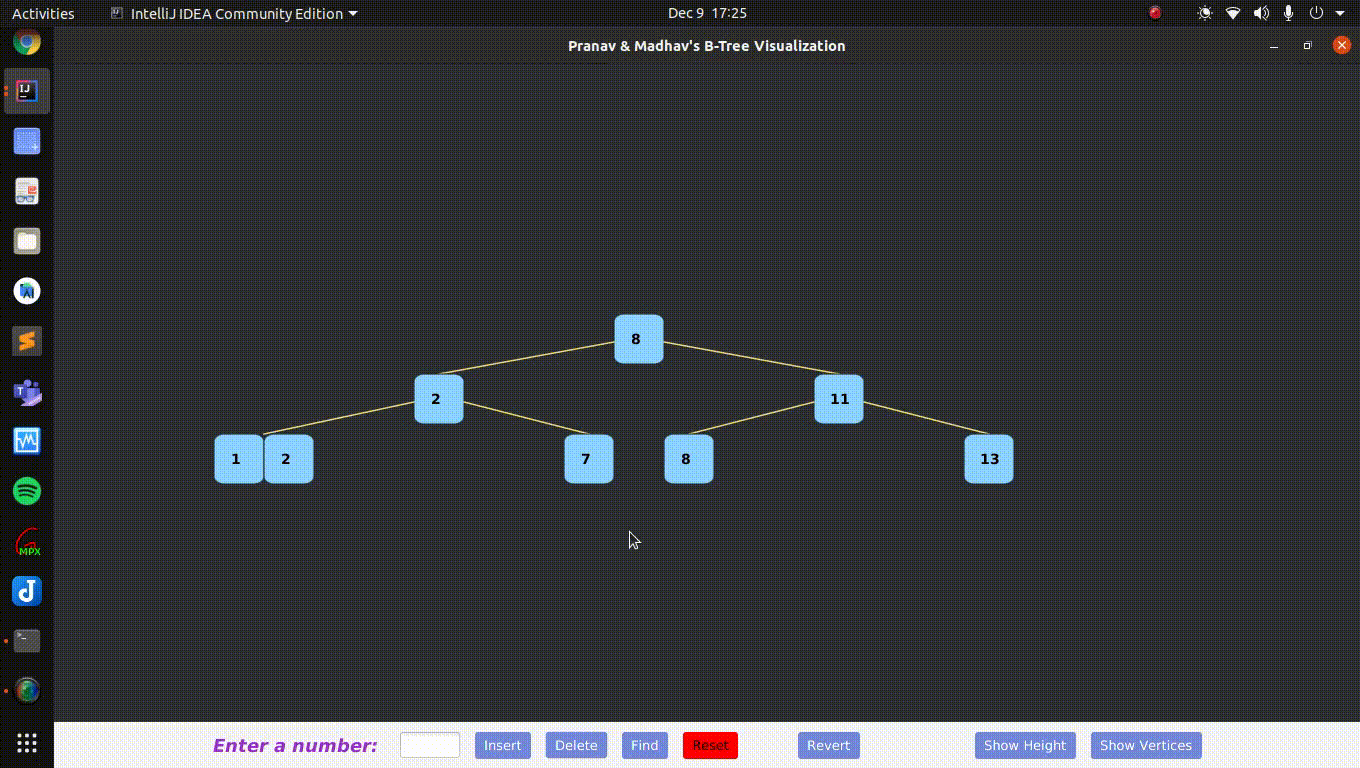 Activities IntelliJ IDEA Community Edition Dec 9 17:25
Pranav & Madhav's B-Tree Visualization
IJ
8
2 11
1 2 7 8 13
T
MPX
Enter a number: Insert Delete Find Reset Revert Show Height Show Vertices